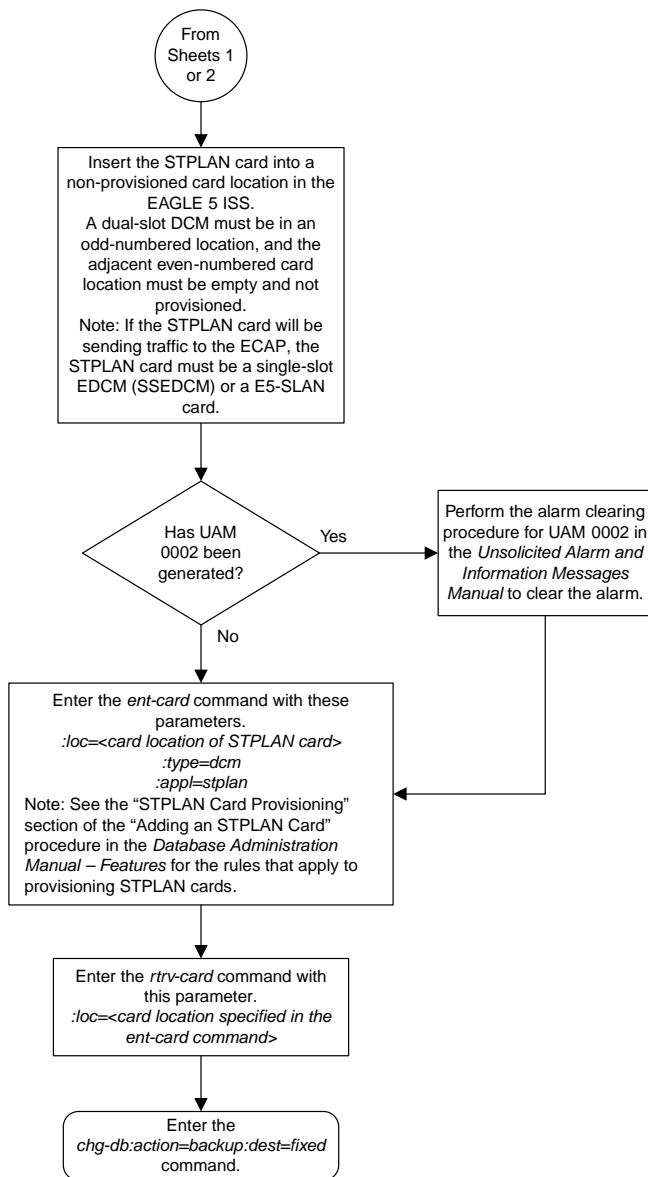 From
Sheets 1
or 2
Insert the STPLAN card into a
non-provisioned card location in the
EAGLE 5 ISS.
A dual-slot DCM must be in an
odd-numbered location, and the
adjacent even-numbered card
location must be empty and not
provisioned.
Note: If the STPLAN card will be
sending traffic to the ECAP, the
STPLAN card must be a single-slot
EDCM (SSEDCM) or a E5-SLAN
card.
Has UAM
0002 been
generated?
Yes
Perform the alarm clearing
procedure for UAM 0002 in
the Unsolicited Alarm and
Information Messages
Manual to clear the alarm.
No
Enter the ent-card command with these
parameters.
:loc=<card location of STPLAN card>
:type=dcm
:appl=stplan
Note: See the “STPLAN Card Provisioning”
section of the “Adding an STPLAN Card”
procedure in the Database Administration
Manual – Features for the rules that apply to
provisioning STPLAN cards.
Enter the rtrv-card command with
this parameter.
:loc=<card location specified in the
ent-card command>
Enter the
chg-db:action=backup:dest=fixed
command.